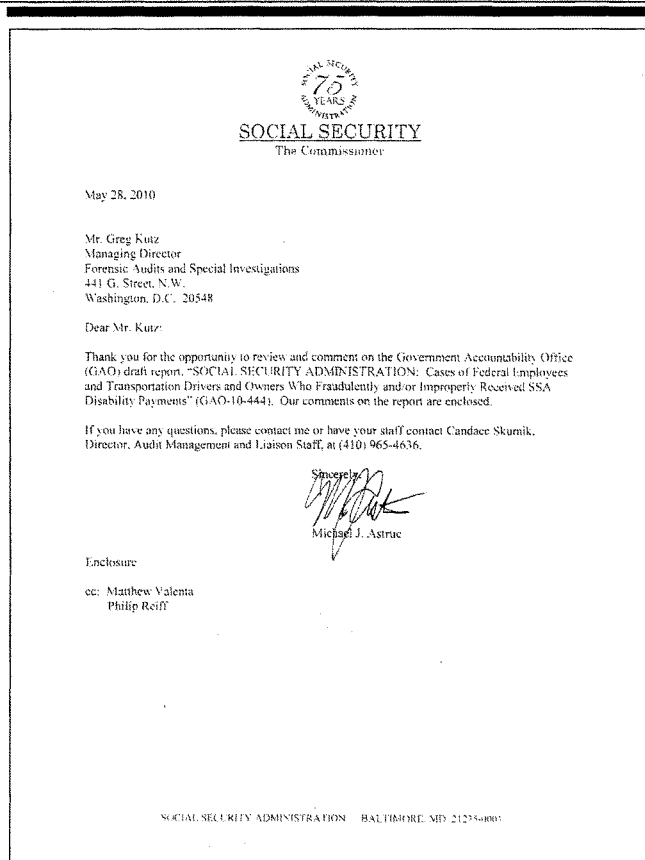 SOCIAL SECURITY ADMINISTRATION
75
YEARS
SOCIAL SECURITY
The Commissioner
May 28, 2010
Mr. Greg Kutz
Managing Director
Forensic Audits and Special Investigations
441 G. Street, N.W.
Washington, D.C. 20548
Dear Mr. Kutz:
Thank you for the opportunity to review and comment on the Government Accountability Office
(GAO) draft report, “SOCIAL SECURITY ADMINISTRATION: Cases of Federal Employees
and Transportation Drivers and Owners Who Fraudulently and/or Improperly Received SSA
Disability Payments” (GAO-10-444). Our comments on the report are enclosed.
If you have any questions, please contact me or have your staff contact Candace Skurnik,
Director, Audit Management and Liaison Staff, at (410) 965-4636.
Sincerely,
Michael J. Astrue
Enclosure
cc: Matthew Valenta
Philip Reiff
SOCIAL SECURITY ADMINISTRATION BALTIMORE, MD 21235-0001